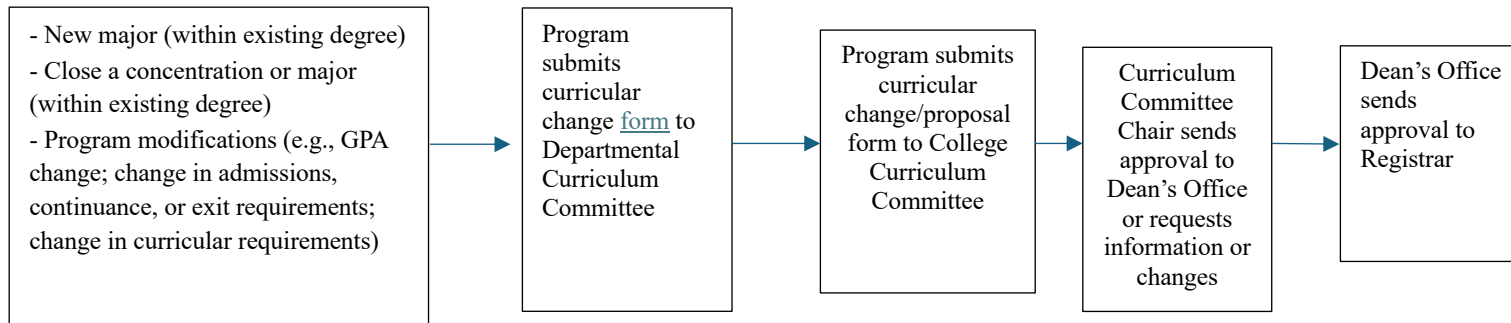 - New major (within existing degree)
- Close a concentration or major
(within existing degree)
- Program modifications (e.g., GPA
change; change in admissions,
continuance, or exit requirements;
change in curricular requirements)
Program
submits
curricular
change form to
Departmental
Curriculum
Committee
Program submits
curricular
change/proposal
form to College
Curriculum
Committee
Curriculum
Committee
Chair sends
approval to
Dean’s Office
or requests
information or
changes
Dean’s Office
sends
approval to
Registrar